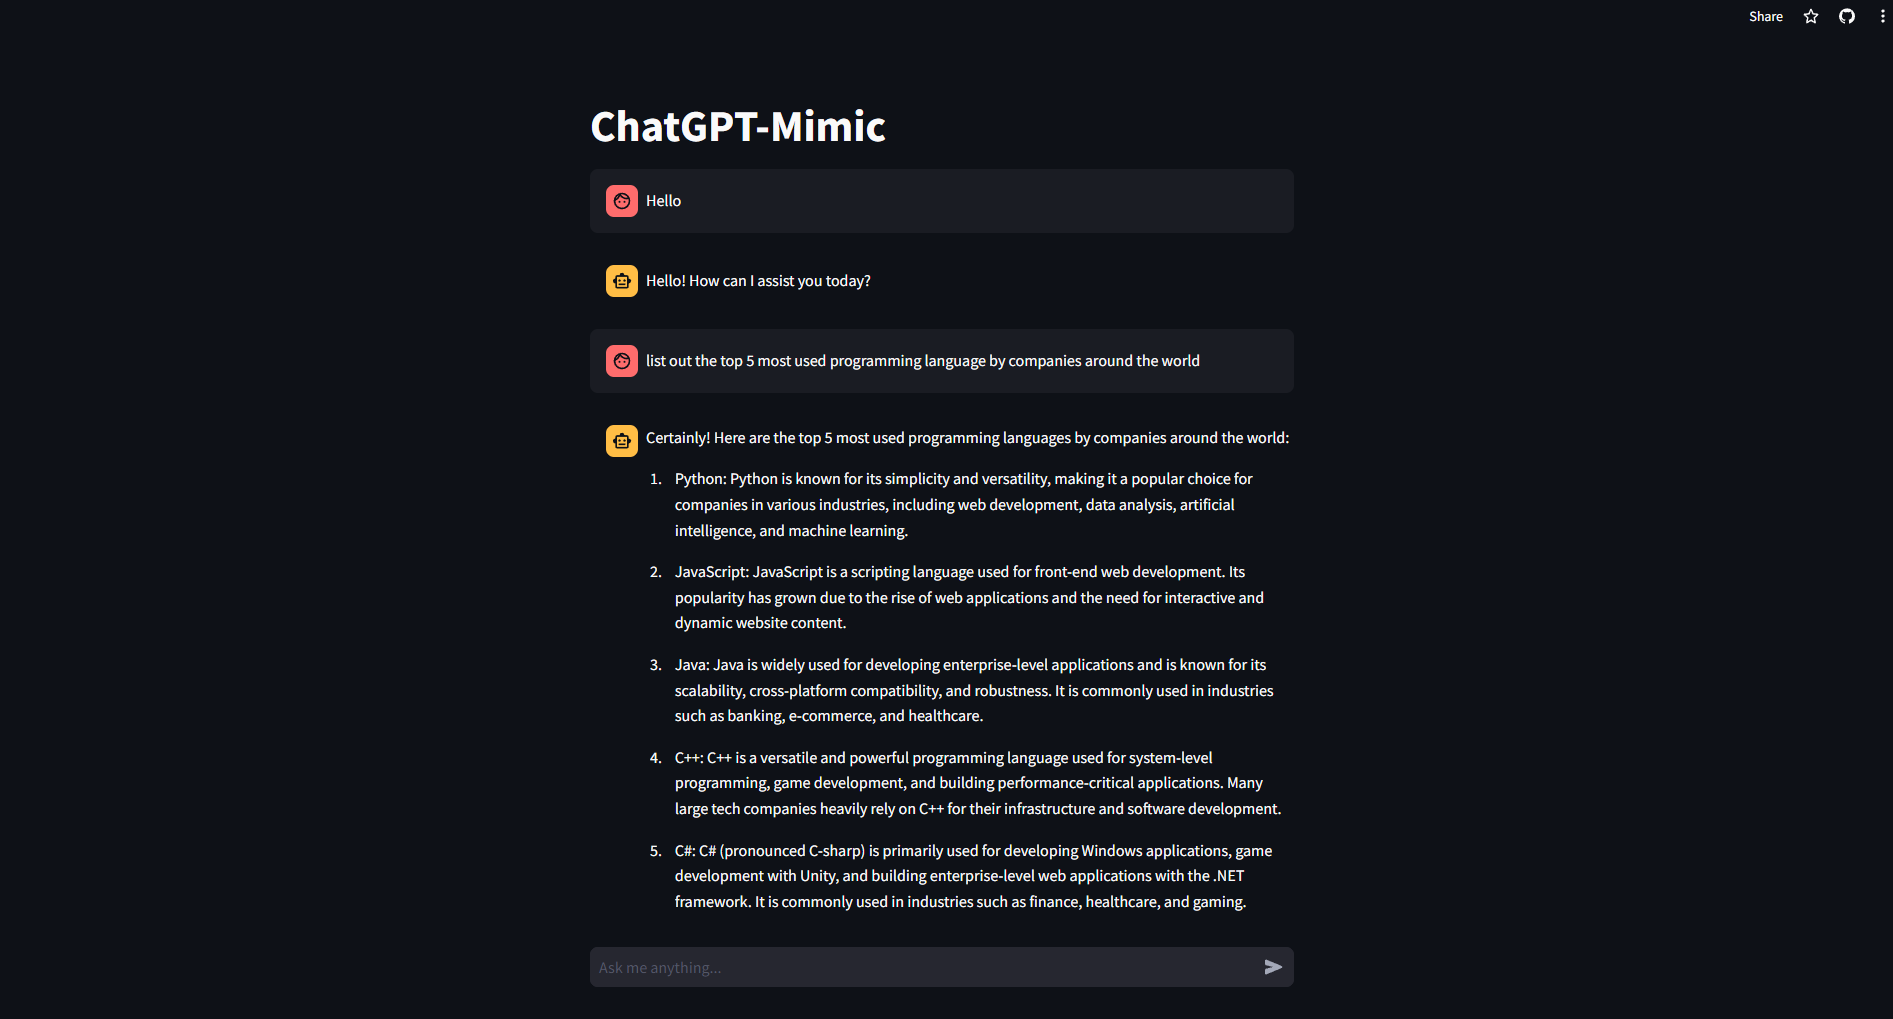 Share
ChatGPT-Mimic
Hello
Hello! How can I assist you today?
list out the top 5 most used programming language by companies around the world
Certainly! Here are the top 5 most used programming languages by companies around the world:
1. Python: Python is known for its simplicity and versatility, making it a popular choice for
companies in various industries, including web development, data analysis, artificial
intelligence, and machine learning.
2. JavaScript: JavaScript is a scripting language used for front-end web development. Its
popularity has grown due to the rise of web applications and the need for interactive and
dynamic website content.
3. Java: Java is widely used for developing enterprise-level applications and is known for its
scalability, cross-platform compatibility, and robustness. It is commonly used in industries
such as banking, e-commerce, and healthcare.
4. C++: C++ is a versatile and powerful programming language used for system-level
programming, game development, and building performance-critical applications. Many
large tech companies heavily rely on C++ for their infrastructure and software development.
5. C#: C# (pronounced C-sharp) is primarily used for developing Windows applications, game
development with Unity, and building enterprise-level web applications with the .NET
framework. It is commonly used in industries such as finance, healthcare, and gaming.
Ask me anything...